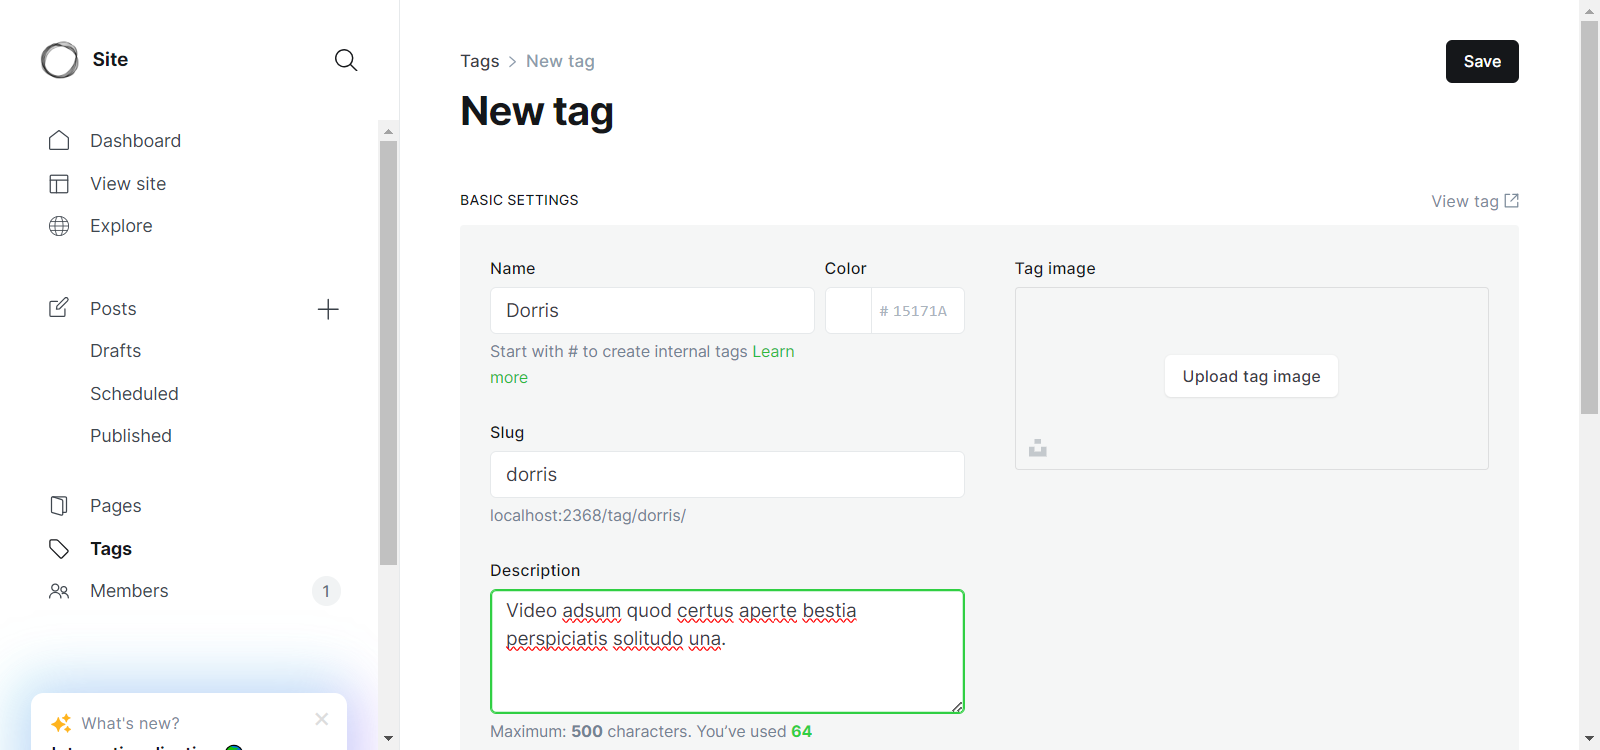 Site
Dashboard
View site
Explore
Posts
Drafts
Scheduled
Published
Pages
Tags
Members
1
What's new?
Tags > New tag
Save
New tag
BASIC SETTINGS
View tag
Name
Dorris
Start with # to create internal tags Learn
more
Color
# 15171A
Slug
dorris
localhost:2368/tag/dorris/
Description
Video adsum quod certus aperte bestia
perspiciatis solitudo una.
Maximum: 500 characters. You’ve used 64
Tag image
Upload tag image